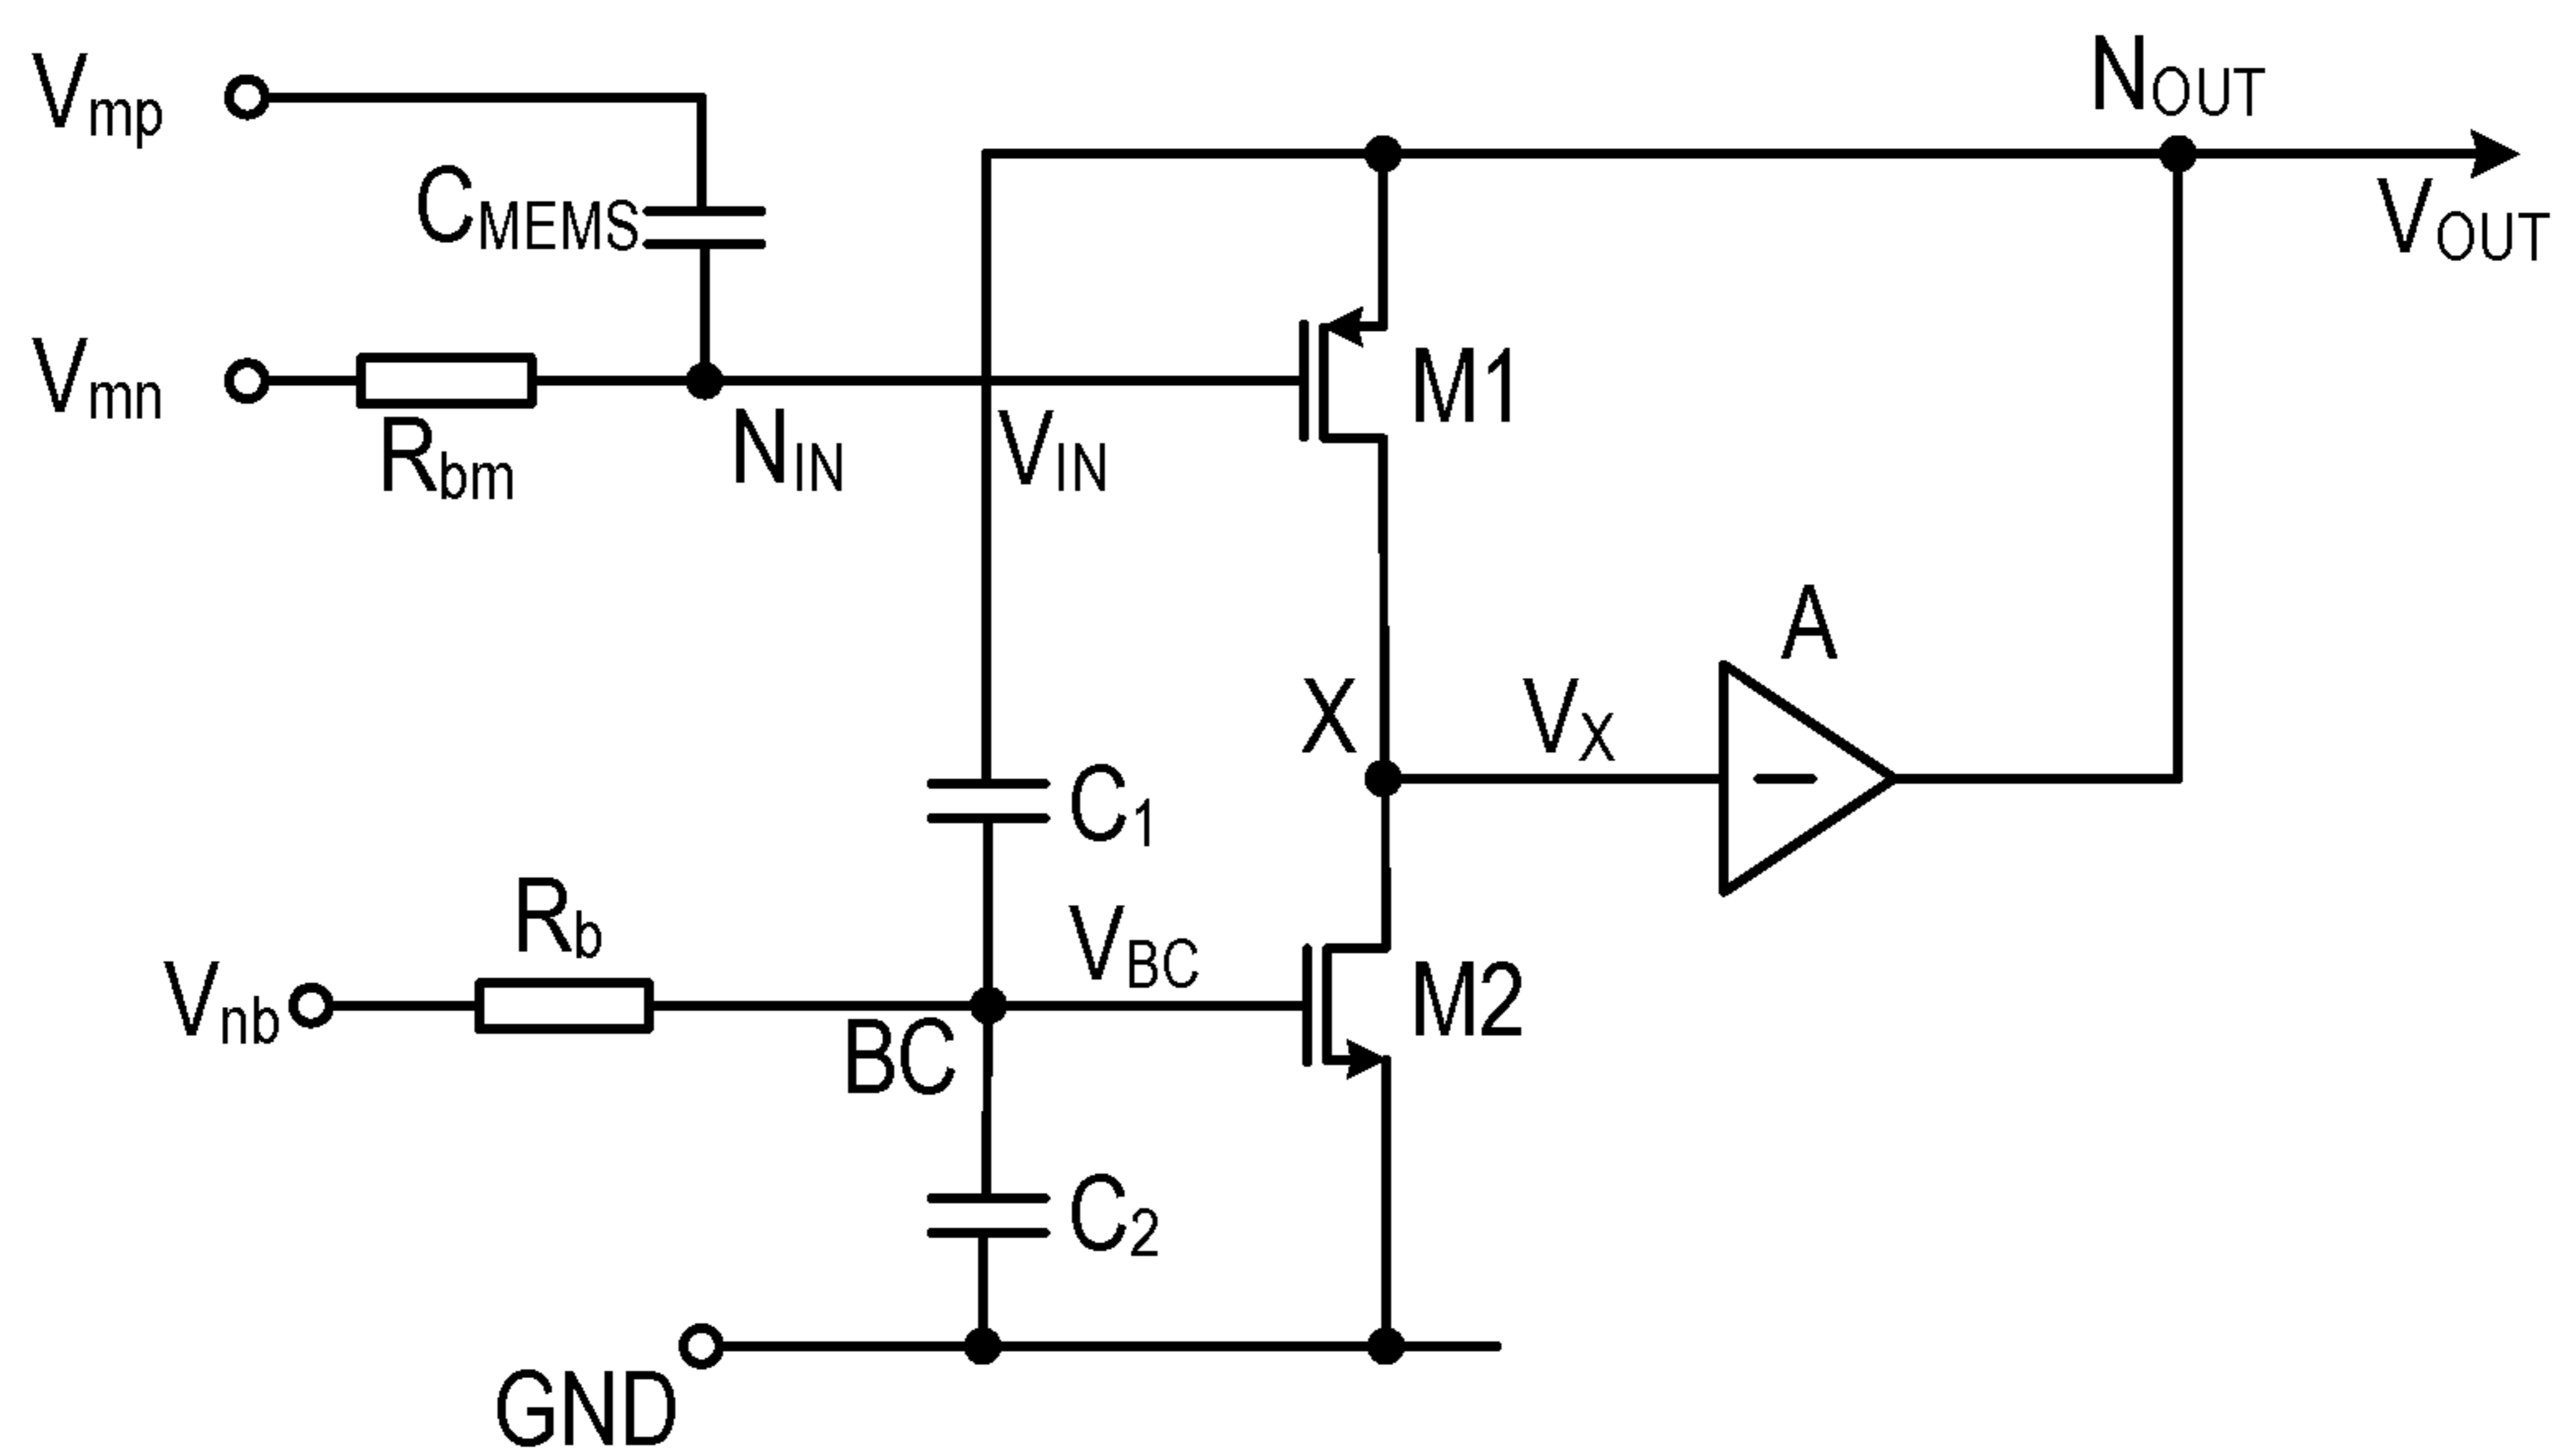 Vmp
NOUT
CMEMS
VOUT
Vmn
Rbm
NIN
VIN
M1
A
X
VX
C1
Rb
VBC
Vnb
BC
M2
C2
GND